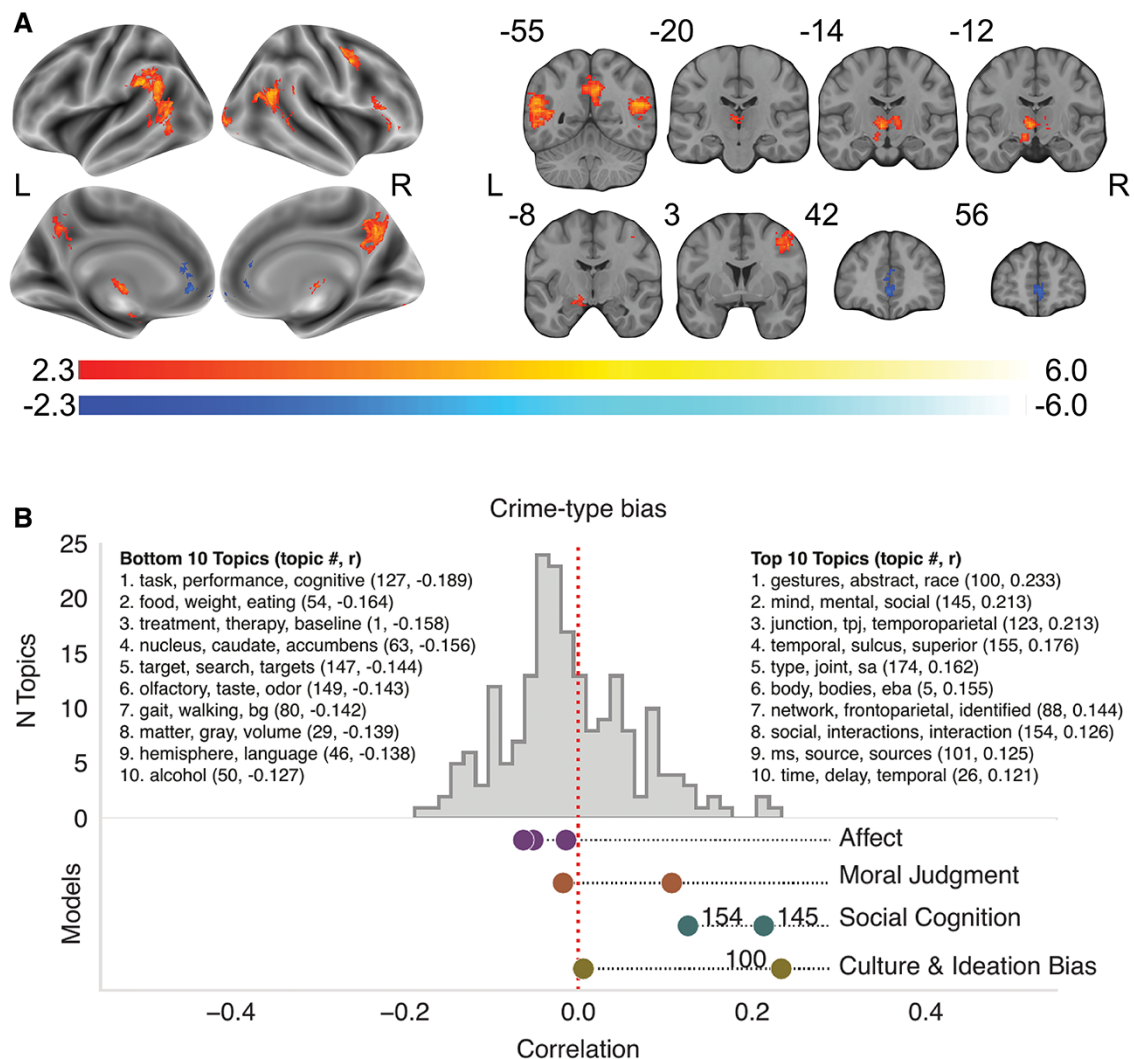 A
-55
-20
-14
-12
L
R
L
R
-8
3
42
56
2.3
6.0
-2.3
-6.0
B
Crime-type bias
N Topics
25
20
15
10
5
0
Bottom 10 Topics (topic #, r)
1. task, performance, cognitive (127, -0.189)
2. food, weight, eating (54, -0.164)
3. treatment, therapy, baseline (1, -0.158)
4. nucleus, caudate, accumbens (63, -0.156)
5. target, search, targets (147, -0.144)
6. olfactory, taste, odor (149, -0.143)
7. gait, walking, bg (80, -0.142)
8. matter, gray, volume (29, -0.139)
9. hemisphere, language (46, -0.138)
10. alcohol (50, -0.127)
Top 10 Topics (topic #, r)
1. gestures, abstract, race (100, 0.233)
2. mind, mental, social (145, 0.213)
3. junction, tpj, temporoparietal (123, 0.213)
4. temporal, sulcus, superior (155, 0.176)
5. type, joint, sa (174, 0.162)
6. body, bodies, eba (5, 0.155)
7. network, frontoparietal, identified (88, 0.144)
8. social, interactions, interaction (154, 0.126)
9. ms, source, sources (101, 0.125)
10. time, delay, temporal (26, 0.121)
Models
Affect
Moral Judgment
154 145 Social Cognition
100 Culture & Ideation Bias
−0.4 −0.2 0.0 0.2 0.4
Correlation